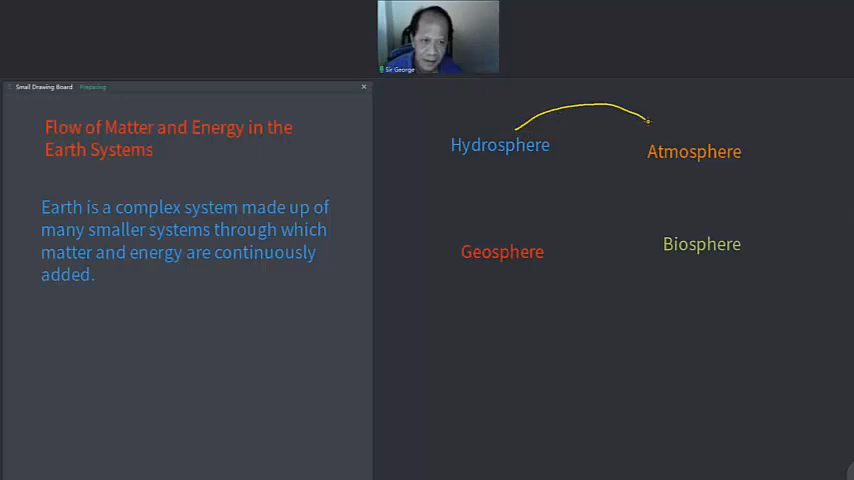 Sir George
Small Drawing Board Preparing
Flow of Matter and Energy in the
Earth Systems
Earth is a complex system made up of
many smaller systems through which
matter and energy are continuously
added.
Hydrosphere
Atmosphere
Geosphere
Biosphere